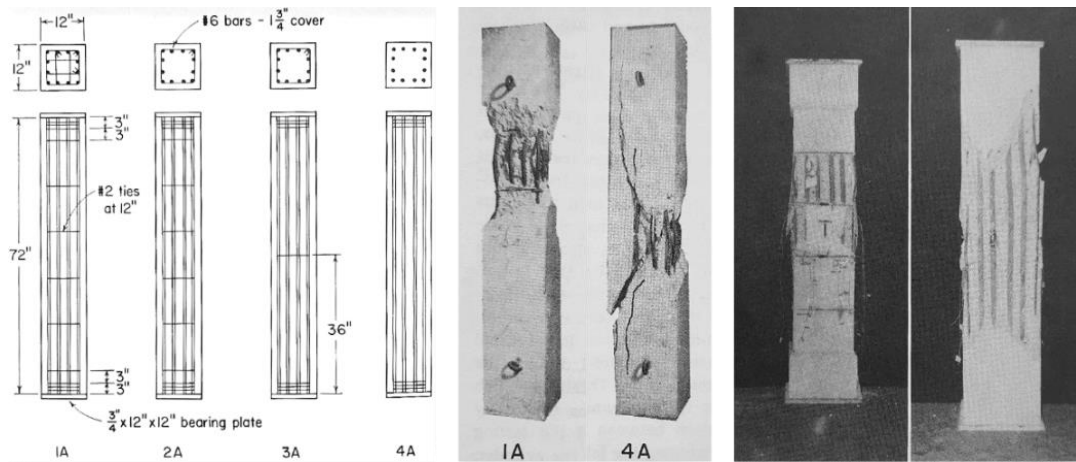 12"
#6 bars - 1 3/4" cover
12"
3"
3"
#2 ties
at 12"
72"
36"
3"
3"
3/4" x 12" x 12" bearing plate
1A
2A
3A
4A
1A
4A
T